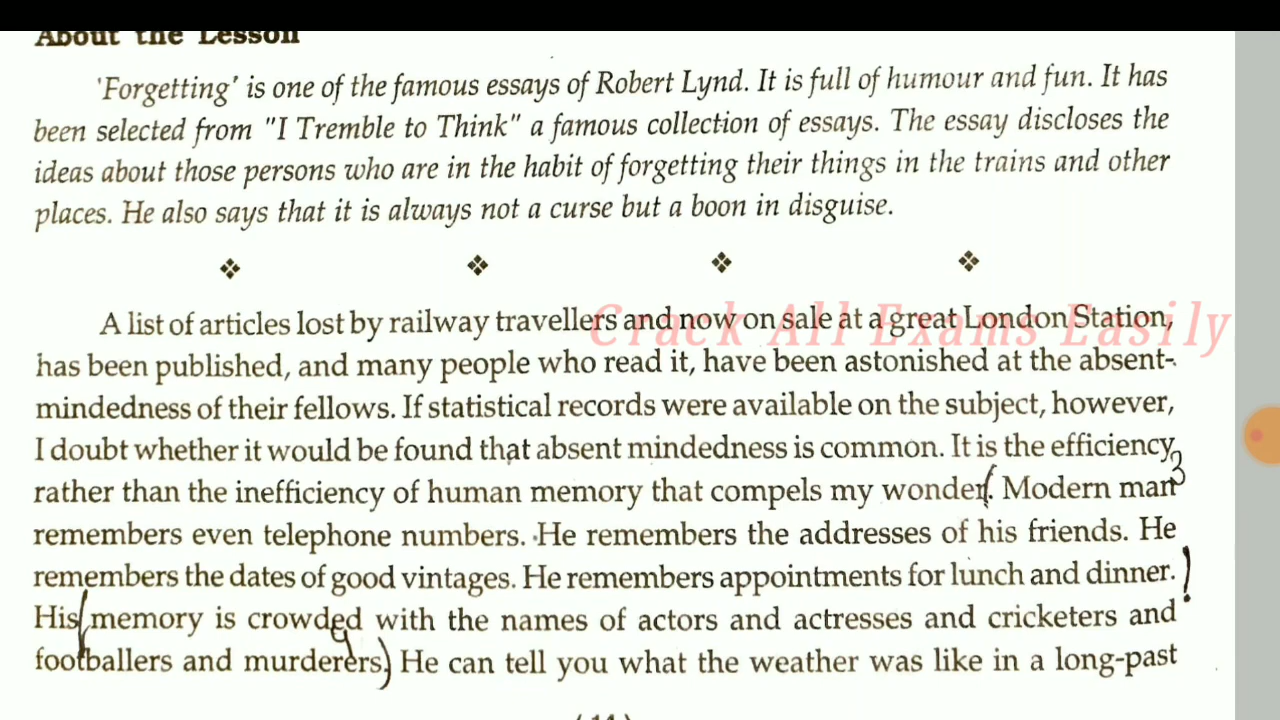 About the Lesson
'Forgetting' is one of the famous essays of Robert Lynd. It is full of humour and fun. It has
been selected from "I Tremble to Think" a famous collection of essays. The essay discloses the
ideas about those persons who are in the habit of forgetting their things in the trains and other
places. He also says that it is always not a curse but a boon in disguise.
A list of articles lost by railway travellers and now on sale at a great London Station,
Crack All Exams Easily
has been published, and many people who read it, have been astonished at the absent-
mindedness of their fellows. If statistical records were available on the subject, however,
I doubt whether it would be found that absent mindedness is common. It is the efficiency
rather than the inefficiency of human memory that compels my wonder. Modern man
remembers even telephone numbers. He remembers the addresses of his friends. He
remembers the dates of good vintages. He remembers appointments for lunch and dinner.
His memory is crowded with the names of actors and actresses and cricketers and
footballers and murderers. He can tell you what the weather was like in a long-past